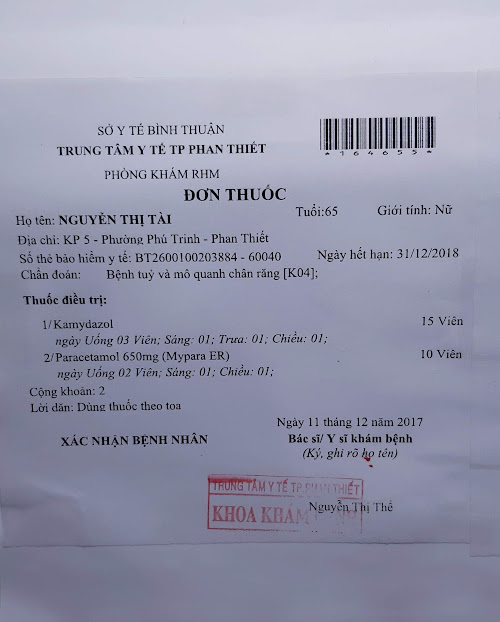 SỞ Y TẾ BÌNH THUẬN
TRUNG TÂM Y TẾ TP PHAN THIẾT
*164655*
PHÒNG KHÁM RHM
ĐƠN THUỐC
Họ tên: NGUYỄN THỊ TÀI Tuổi:65 Giới tính: Nữ
Địa chỉ: KP 5 - Phường Phú Trinh - Phan Thiết
Số thẻ bảo hiểm y tế: BT2600100203884 - 60040 Ngày hết hạn: 31/12/2018
Chẩn đoán: Bệnh tuỷ và mô quanh chân răng [K04];
Thuốc điều trị:
1/Kamydazol 15 Viên
ngày Uống 03 Viên; Sáng: 01; Trưa: 01; Chiều: 01;
2/Paracetamol 650mg (Mypara ER) 10 Viên
ngày Uống 02 Viên; Sáng: 01; Chiều: 01;
Cộng khoản: 2
Lời dăn: Dùng thuốc theo toa
Ngày 11 tháng 12 năm 2017
XÁC NHẬN BỆNH NHÂN Bác sĩ/ Y sĩ khám bệnh
(Ký, ghi rõ họ tên)
TRUNG TÂM Y TẾ TP.PHAN THIẾT
KHOA KHÁM
Nguyễn Thị Thể